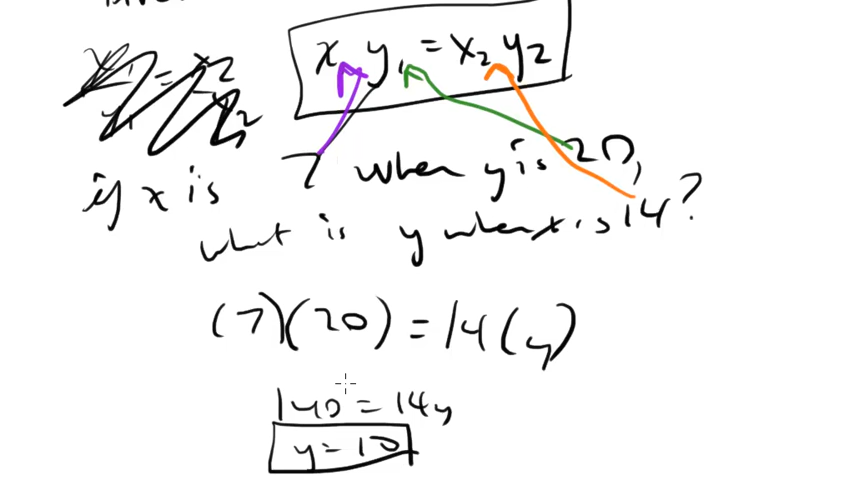 x₁y₁ = x₂y₂
if x is 7 when y is 20,
what is y when x is 14?
(7)(20) = 14(y)
140 = 14y
y = 10